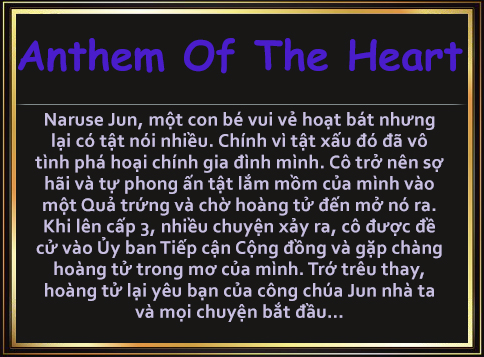 Anthem Of The Heart
Naruse Jun, một con bé vui vẻ hoạt bát nhưng
lại có tật nói nhiều. Chính vì tật xấu đó đã vô
tình phá hoại chính gia đình mình. Cô trở nên sợ
hãi và tự phong ấn tật lắm mồm của mình vào
một Quả trứng và chờ hoàng tử đến mở nó ra.
Khi lên cấp 3, nhiều chuyện xảy ra, cô được đề
cử vào Ủy ban Tiếp cận Cộng đồng và gặp chàng
hoàng tử trong mơ của mình. Trớ trêu thay,
hoàng tử lại yêu bạn của công chúa Jun nhà ta
và mọi chuyện bắt đầu...